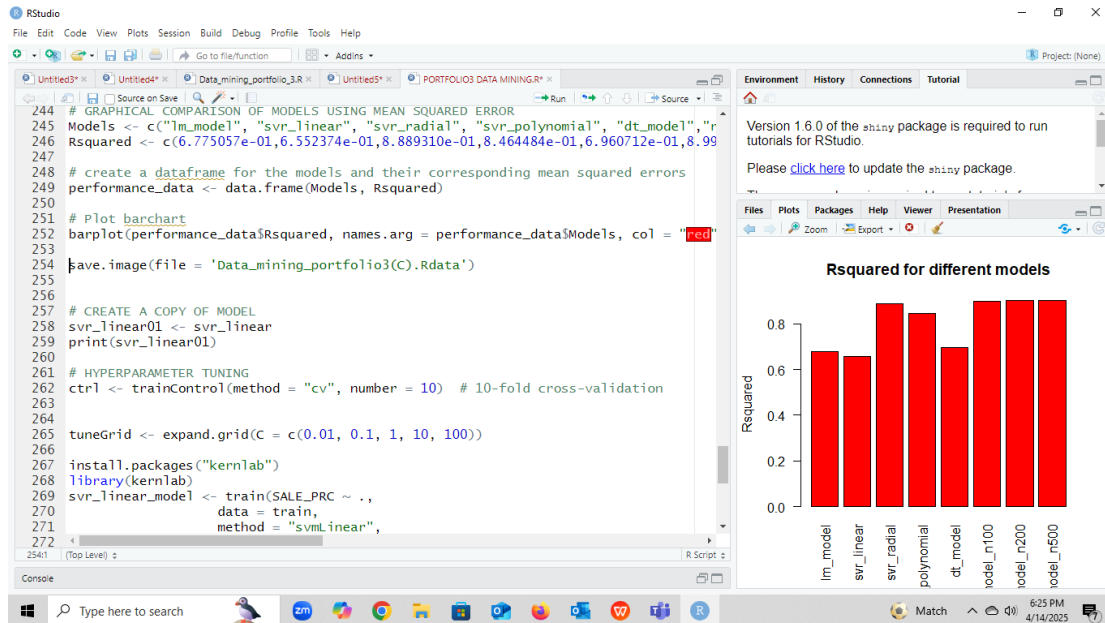 RStudio
File Edit Code View Plots Session Build Debug Profile Tools Help
Go to file/function Addins Project: (None)
Untitled3* Untitled4* Data_mining_portfolio_3.R Untitled5* PORTFOLIO3 DATA MINING.R*
Source on Save Run Source
244 # GRAPHICAL COMPARISON OF MODELS USING MEAN SQUARED ERROR
245 Models <- c("lm_model", "svr_linear", "svr_radial", "svr_polynomial", "dt_model","r
246 Rsquared <- c(6.775057e-01,6.552374e-01,8.889310e-01,8.464484e-01,6.960712e-01,8.99
247
248 # create a dataframe for the models and their corresponding mean squared errors
249 performance_data <- data.frame(Models, Rsquared)
250
251 # Plot barchart
252 barplot(performance_data$Rsquared, names.arg = performance_data$Models, col = "red"
253
254 save.image(file = 'Data_mining_portfolio3(C).Rdata')
255
256
257 # CREATE A COPY OF MODEL
258 svr_linear01 <- svr_linear
259 print(svr_linear01)
260
261 # HYPERPARAMETER TUNING
262 ctrl <- trainControl(method = "cv", number = 10)  # 10-fold cross-validation
263
264
265 tuneGrid <- expand.grid(C = c(0.01, 0.1, 1, 10, 100))
266
267 install.packages("kernlab")
268 library(kernlab)
269 svr_linear_model <- train(SALE_PRC ~ .,
270 data = train,
271 method = "svmLinear",
272
254:1 (Top Level) R Script
Console
Environment History Connections Tutorial
Version 1.6.0 of the shiny package is required to run
tutorials for RStudio.
Please click here to update the shiny package.
Files Plots Packages Help Viewer Presentation
Zoom Export
Rsquared for different models
Rsquared
0.8
0.6
0.4
0.2
0.0
lm_model
svr_linear
svr_radial
polynomial
dt_model
nodel_n100
nodel_n200
nodel_n500
Type here to search
zm
W
R
Match
6:25 PM
4/14/2025
7